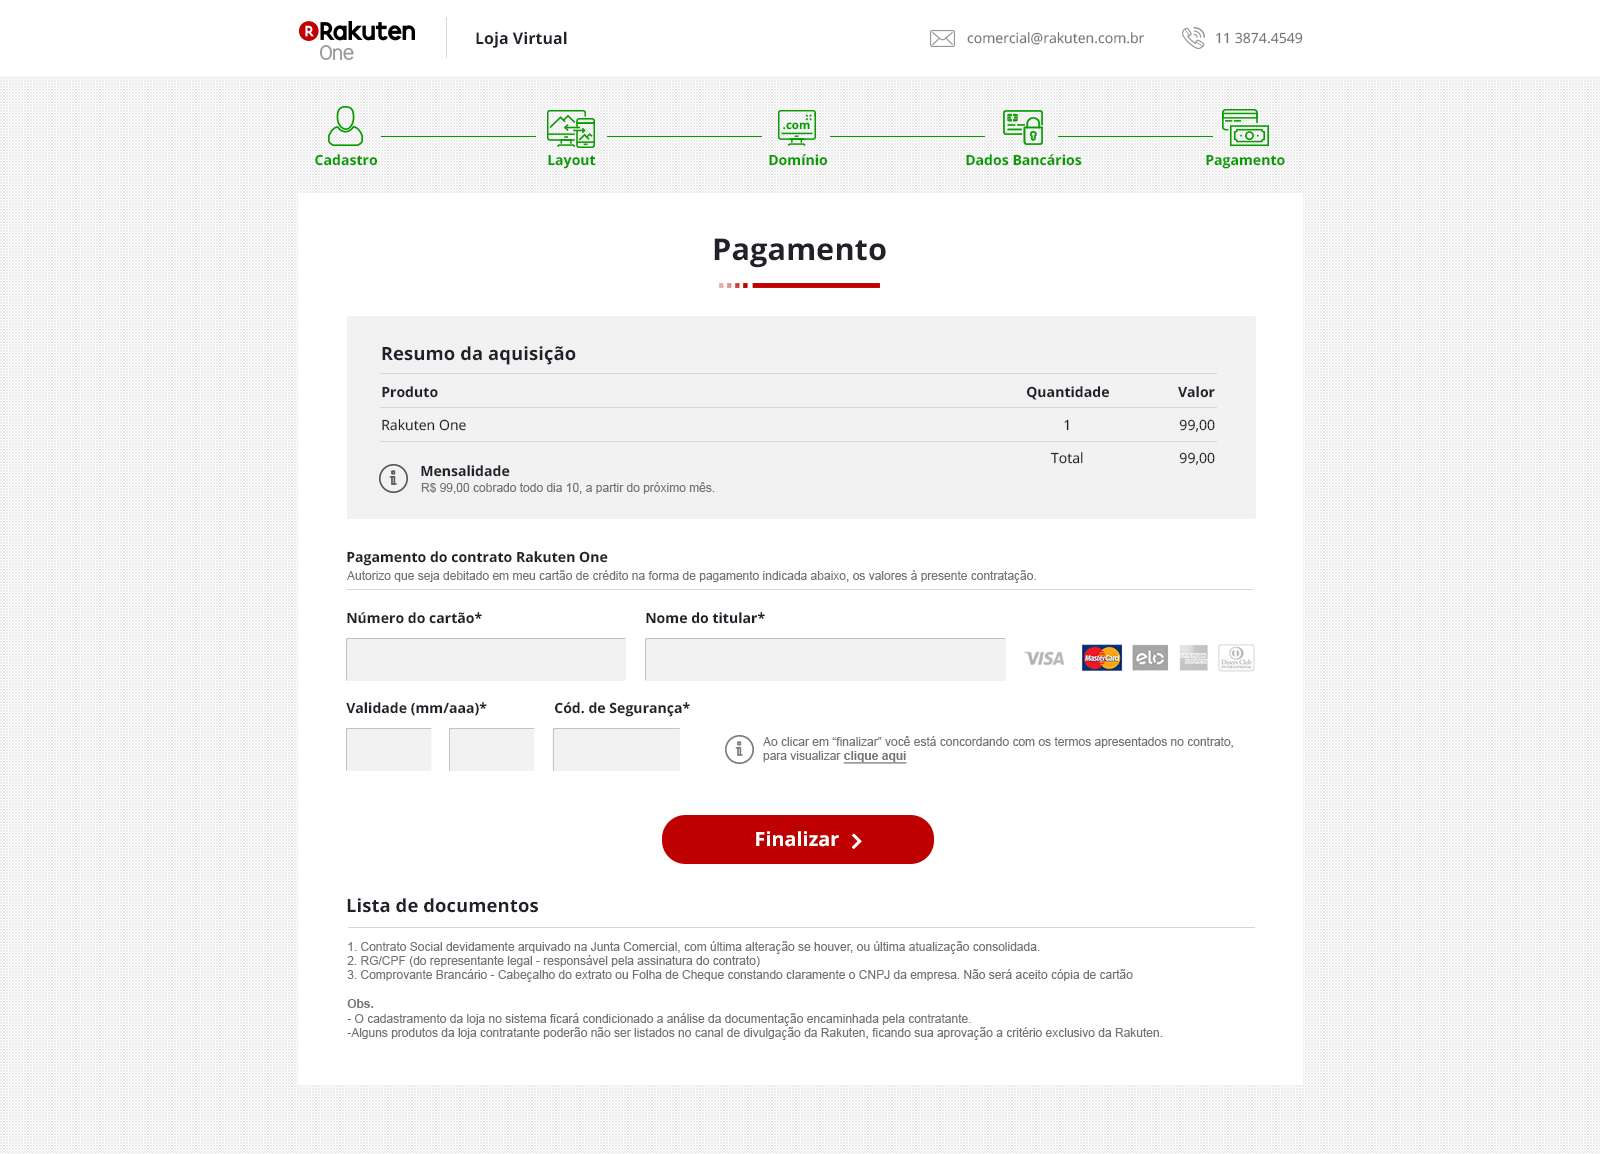 R Rakuten
One
Loja Virtual
comercial@rakuten.com.br
11 3874.4549
.com
Cadastro
Layout
Domínio
Dados Bancários
Pagamento
Pagamento
Resumo da aquisição
Produto Quantidade Valor
Rakuten One 1 99,00
Total 99,00
Mensalidade
R$ 99,00 cobrado todo dia 10, a partir do próximo mês.
Pagamento do contrato Rakuten One
Autorizo que seja debitado em meu cartão de crédito na forma de pagamento indicada abaixo, os valores à presente contratação.
Número do cartão* Nome do titular*
VISA MasterCard elo Diners Club
Validade (mm/aaa)* Cód. de Segurança*
Ao clicar em “finalizar” você está concordando com os termos apresentados no contrato,
para visualizar clique aqui
Finalizar
Lista de documentos
1. Contrato Social devidamente arquivado na Junta Comercial, com última alteração se houver, ou última atualização consolidada.
2. RG/CPF (do representante legal - responsável pela assinatura do contrato)
3. Comprovante Brancário - Cabeçalho do extrato ou Folha de Cheque constando claramente o CNPJ da empresa. Não será aceito cópia de cartão
Obs.
- O cadastramento da loja no sistema ficará condicionado a análise da documentação encaminhada pela contratante.
-Alguns produtos da loja contratante poderão não ser listados no canal de divulgação da Rakuten, ficando sua aprovação a critério exclusivo da Rakuten.